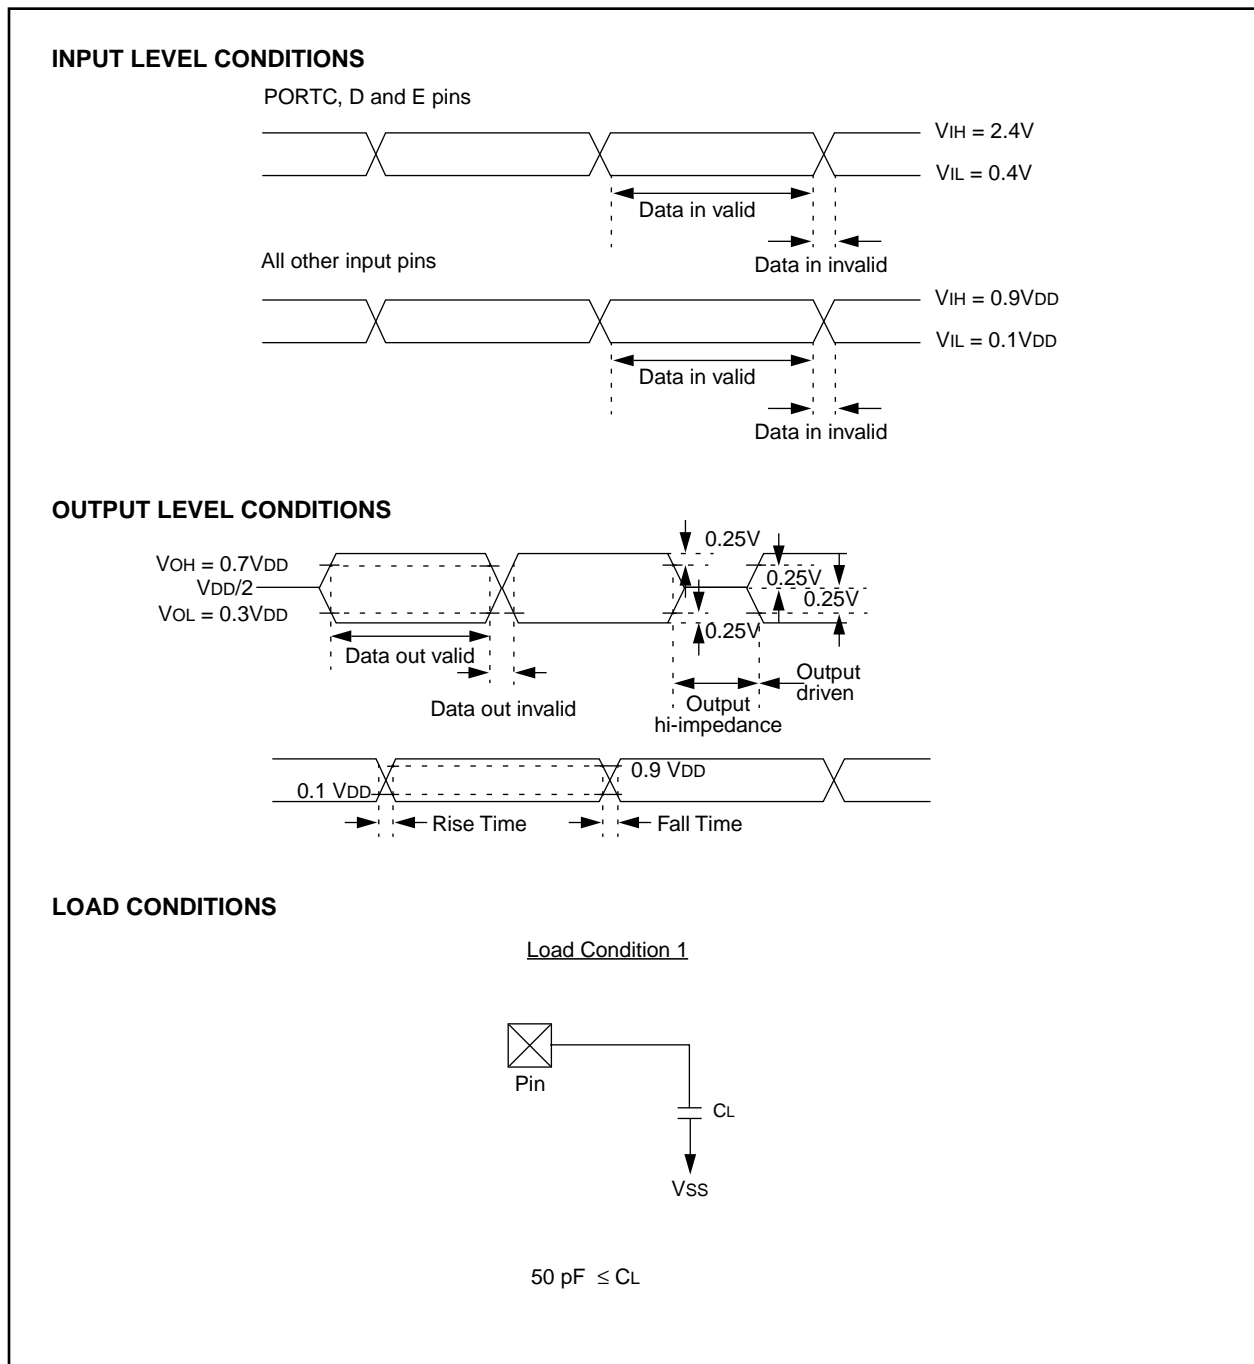 INPUT LEVEL CONDITIONS
PORTC, D and E pins
VIH = 2.4V
VIL = 0.4V
Data in valid
Data in invalid
All other input pins
VIH = 0.9VDD
VIL = 0.1VDD
Data in valid
Data in invalid
OUTPUT LEVEL CONDITIONS
0.25V
VOH = 0.7VDD
VDD/2
VOL = 0.3VDD
0.25V
0.25V
0.25V
Data out valid
Data out invalid
Output
hi-impedance
Output
driven
0.9 VDD
0.1 VDD
Rise Time
Fall Time
LOAD CONDITIONS
Load Condition 1
Pin
CL
VSS
50 pF ≤ CL